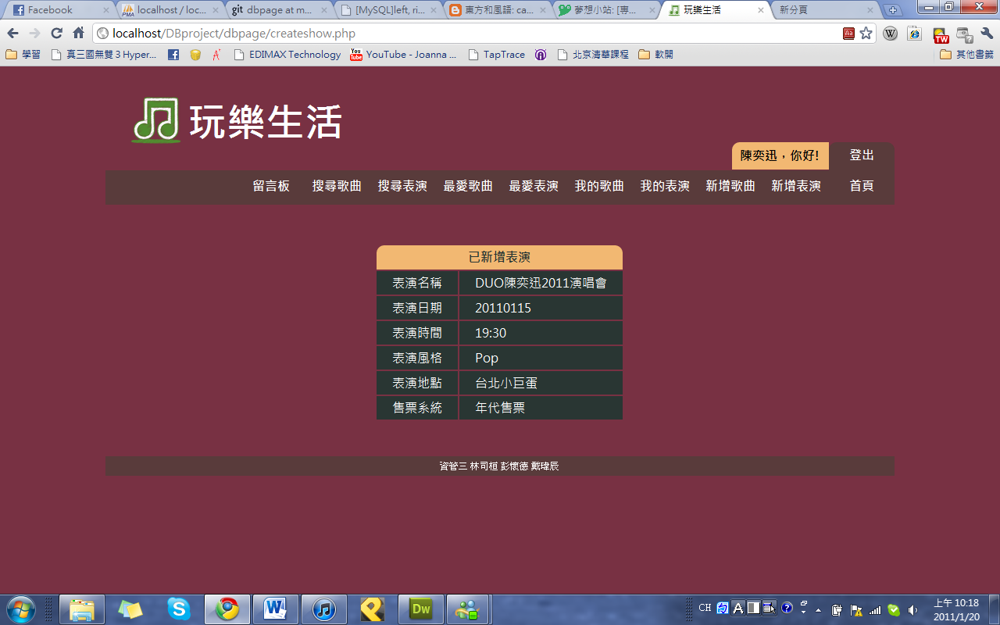 Facebook
localhost / loc...
git dbpage at m...
[MySQL]left, ri...
東方和風語: ca...
夢想小站: [專...
玩樂生活
新分頁
localhost/DBproject/dbpage/createshow.php
學習
真三國無雙 3 Hyper...
EDIMAX Technology
YouTube - Joanna ...
TapTrace
北京清華課程
軟開
其他書籤
玩樂生活
陳奕迅，你好!
登出
留言板 搜尋歌曲 搜尋表演 最愛歌曲 最愛表演 我的歌曲 我的表演 新增歌曲 新增表演 首頁
已新增表演
表演名稱 DUO陳奕迅2011演唱會
表演日期 20110115
表演時間 19:30
表演風格 Pop
表演地點 台北小巨蛋
售票系統 年代售票
資管三 林司桓 彭懷德 戴瑋辰
CH
上午 10:18
2011/1/20